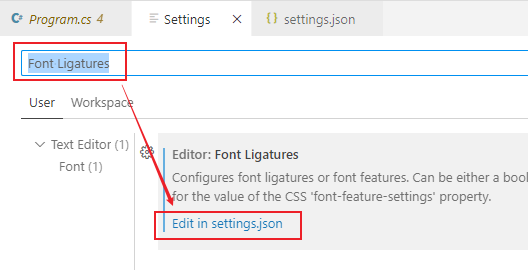 C# Program.cs 4 Settings settings.json
Font Ligatures
User Workspace
Text Editor (1)
Font (1)
Editor: Font Ligatures
Configures font ligatures or font features. Can be either a boo
for the value of the CSS 'font-feature-settings' property.
Edit in settings.json